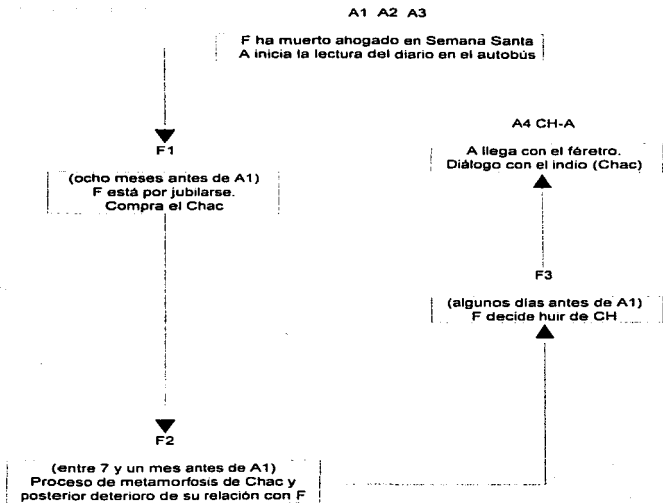 A1 A2 A3
F ha muerto ahogado en Semana Santa
A inicia la lectura del diario en el autobús
F1
(ocho meses antes de A1)
F está por jubilarse.
Compra el Chac
F2
(entre 7 y un mes antes de A1)
Proceso de metamorfosis de Chac y
posterior deterioro de su relación con F
A4 CH-A
A llega con el féretro.
Diálogo con el indio (Chac)
F3
(algunos días antes de A1)
F decide huir de CH